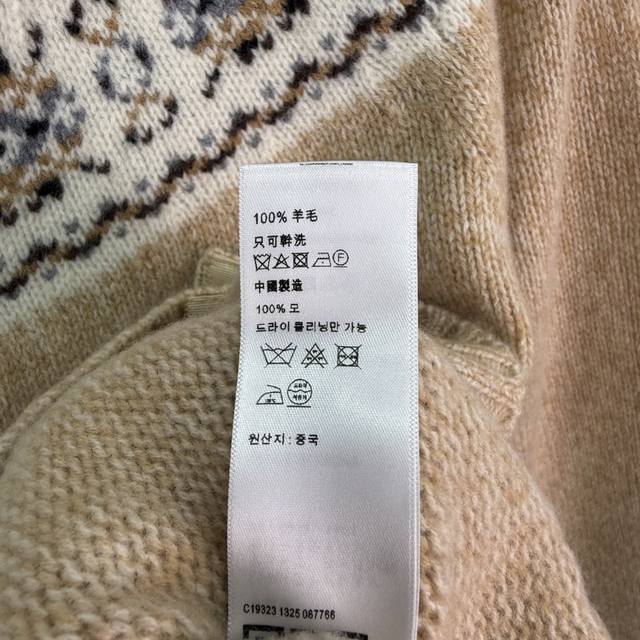 100% 羊毛
只可幹洗
中國製造
100% 모
드라이 클리닝만 가능
원산지 : 중국
C19323 1325 087766